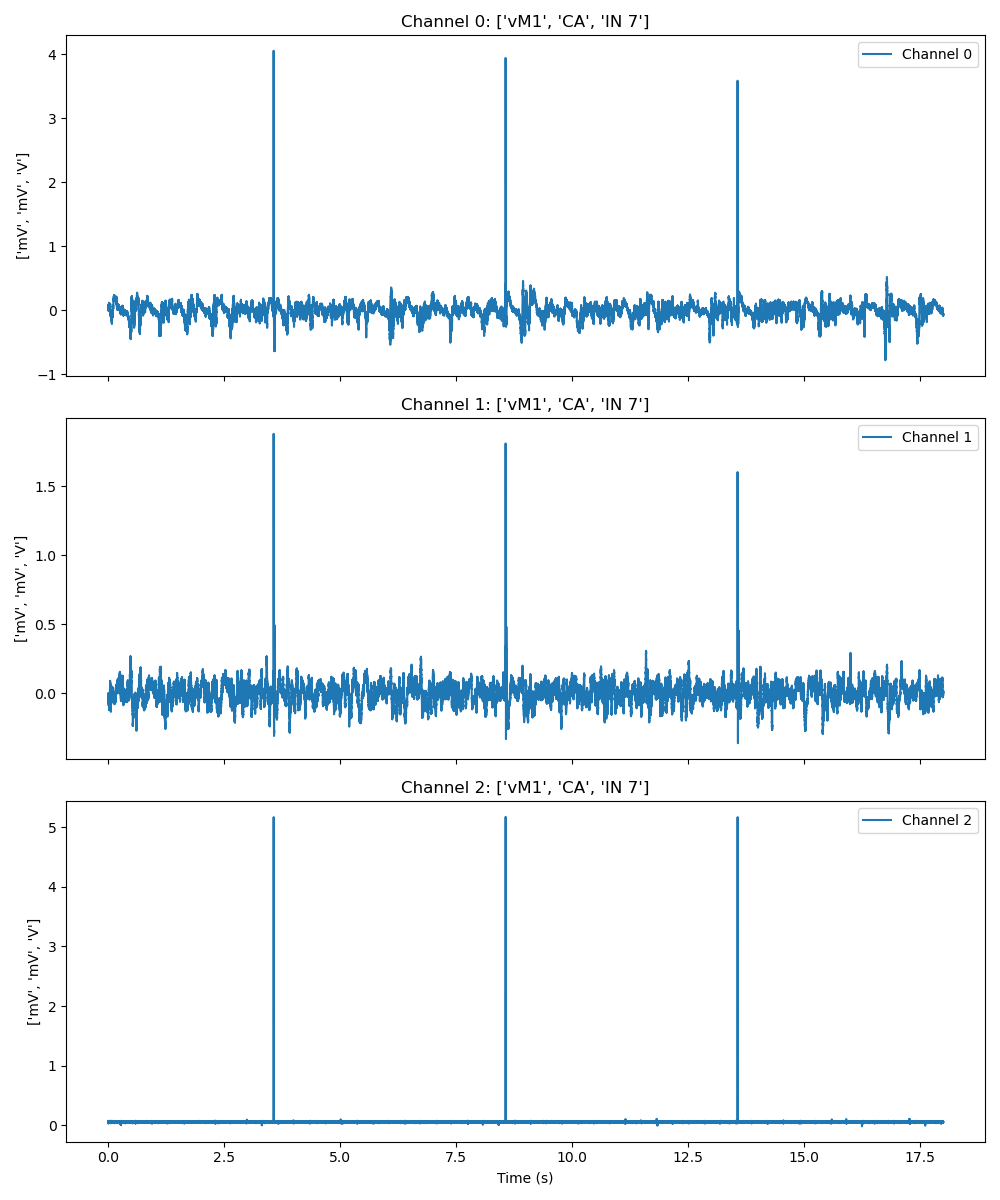 Channel 0: ['vM1', 'CA', 'IN 7']
Channel 0
4
3
2
1
0
−1
['mV', 'mV', 'V']
Channel 1: ['vM1', 'CA', 'IN 7']
Channel 1
1.5
1.0
0.5
0.0
['mV', 'mV', 'V']
Channel 2: ['vM1', 'CA', 'IN 7']
Channel 2
5
4
3
2
1
0
['mV', 'mV', 'V']
0.0 2.5 5.0 7.5 10.0 12.5 15.0 17.5
Time (s)